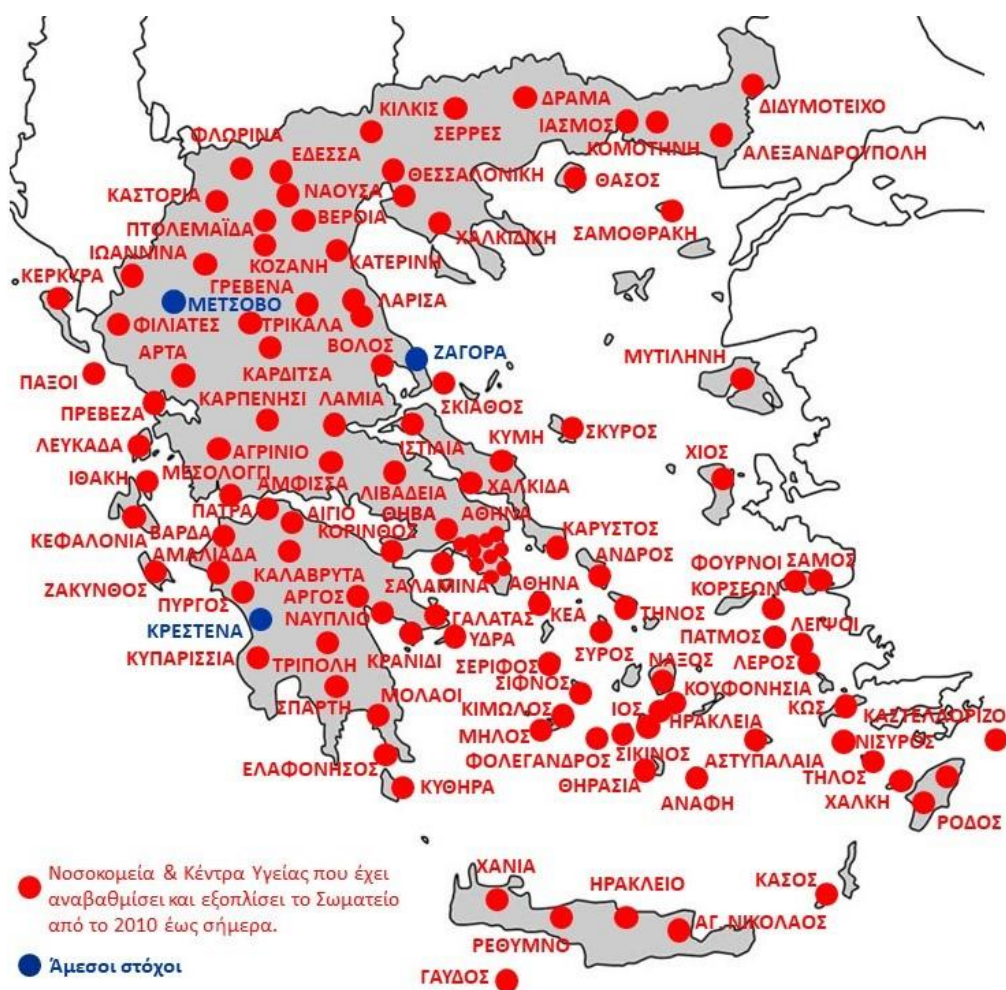 ΚΙΛΚΙΣ
ΔΡΑΜΑ
ΣΕΡΡΕΣ
ΙΑΣΜΟΣ
ΔΙΔΥΜΟΤΕΙΧΟ
ΦΛΩΡΙΝΑ
ΕΔΕΣΣΑ
ΚΟΜΟΤΗΝΗ
ΑΛΕΞΑΝΔΡΟΥΠΟΛΗ
ΘΕΣΣΑΛΟΝΙΚΗ
ΘΑΣΟΣ
ΚΑΣΤΟΡΙΑ
ΝΑΟΥΣΑ
ΠΤΟΛΕΜΑΪΔΑ
ΒΕΡΟΙΑ
ΧΑΛΚΙΔΙΚΗ
ΣΑΜΟΘΡΑΚΗ
ΙΩΑΝΝΙΝΑ
ΚΟΖΑΝΗ
ΚΑΤΕΡΙΝΗ
ΚΕΡΚΥΡΑ
ΓΡΕΒΕΝΑ
ΜΕΤΣΟΒΟ
ΛΑΡΙΣΑ
ΦΙΛΙΑΤΕΣ
ΤΡΙΚΑΛΑ
ΒΟΛΟΣ
ΖΑΓΟΡΑ
ΑΡΤΑ
ΜΥΤΙΛΗΝΗ
ΠΑΞΟΙ
ΚΑΡΔΙΤΣΑ
ΣΚΙΑΘΟΣ
ΚΑΡΠΕΝΗΣΙ
ΛΑΜΙΑ
ΠΡΕΒΕΖΑ
ΣΚΥΡΟΣ
ΛΕΥΚΑΔΑ
ΑΓΡΙΝΙΟ
ΙΣΤΙΑΙΑ
ΚΥΜΗ
ΧΙΟΣ
ΙΘΑΚΗ
ΜΕΣΟΛΟΓΓΙ
ΑΜΦΙΣΣΑ
ΛΙΒΑΔΕΙΑ
ΧΑΛΚΙΔΑ
ΠΑΤΡΑ
ΑΙΓΙΟ
ΘΗΒΑ
ΑΘΗΝΑ
ΚΕΦΑΛΟΝΙΑ
ΒΑΡΔΑ
ΚΟΡΙΝΘΟΣ
ΚΑΡΥΣΤΟΣ
ΑΜΑΛΙΑΔΑ
ΑΝΔΡΟΣ
ΦΟΥΡΝΟΙ
ΚΟΡΣΕΩΝ
ΣΑΜΟΣ
ΖΑΚΥΝΘΟΣ
ΚΑΛΑΒΡΥΤΑ
ΣΑΛΑΜΙΝΑ
ΑΘΗΝΑ
ΠΥΡΓΟΣ
ΑΡΓΟΣ
ΚΕΑ
ΤΗΝΟΣ
ΚΡΕΣΤΕΝΑ
ΝΑΥΠΛΙΟ
ΓΑΛΑΤΑΣ
ΛΕΙΨΟΙ
ΥΔΡΑ
ΠΑΤΜΟΣ
ΚΥΠΑΡΙΣΣΙΑ
ΤΡΙΠΟΛΗ
ΚΡΑΝΙΔΙ
ΣΕΡΙΦΟΣ
ΣΥΡΟΣ
ΝΑΞΟΣ
ΛΕΡΟΣ
ΣΙΦΝΟΣ
ΚΟΥΦΟΝΗΣΙΑ
ΣΠΑΡΤΗ
ΜΟΛΑΟΙ
ΚΙΜΩΛΟΣ
ΙΟΣ
ΗΡΑΚΛΕΙΑ
ΚΩΣ
ΚΑΣΤΕΛΛΟΡΙΖΟ
ΜΗΛΟΣ
ΦΟΛΕΓΑΝΔΡΟΣ
ΣΙΚΙΝΟΣ
ΑΣΤΥΠΑΛΑΙΑ
ΝΙΣΥΡΟΣ
ΕΛΑΦΟΝΗΣΟΣ
ΘΗΡΑΣΙΑ
ΤΗΛΟΣ
ΚΥΘΗΡΑ
ΑΝΑΦΗ
ΧΑΛΚΗ
ΡΟΔΟΣ
ΧΑΝΙΑ
ΗΡΑΚΛΕΙΟ
ΚΑΣΟΣ
ΡΕΘΥΜΝΟ
ΑΓ. ΝΙΚΟΛΑΟΣ
ΓΑΥΔΟΣ
Νοσοκομεία & Κέντρα Υγείας που έχει
αναβαθμίσει και εξοπλίσει το Σωματείο
από το 2010 έως σήμερα.
Άμεσοι στόχοι